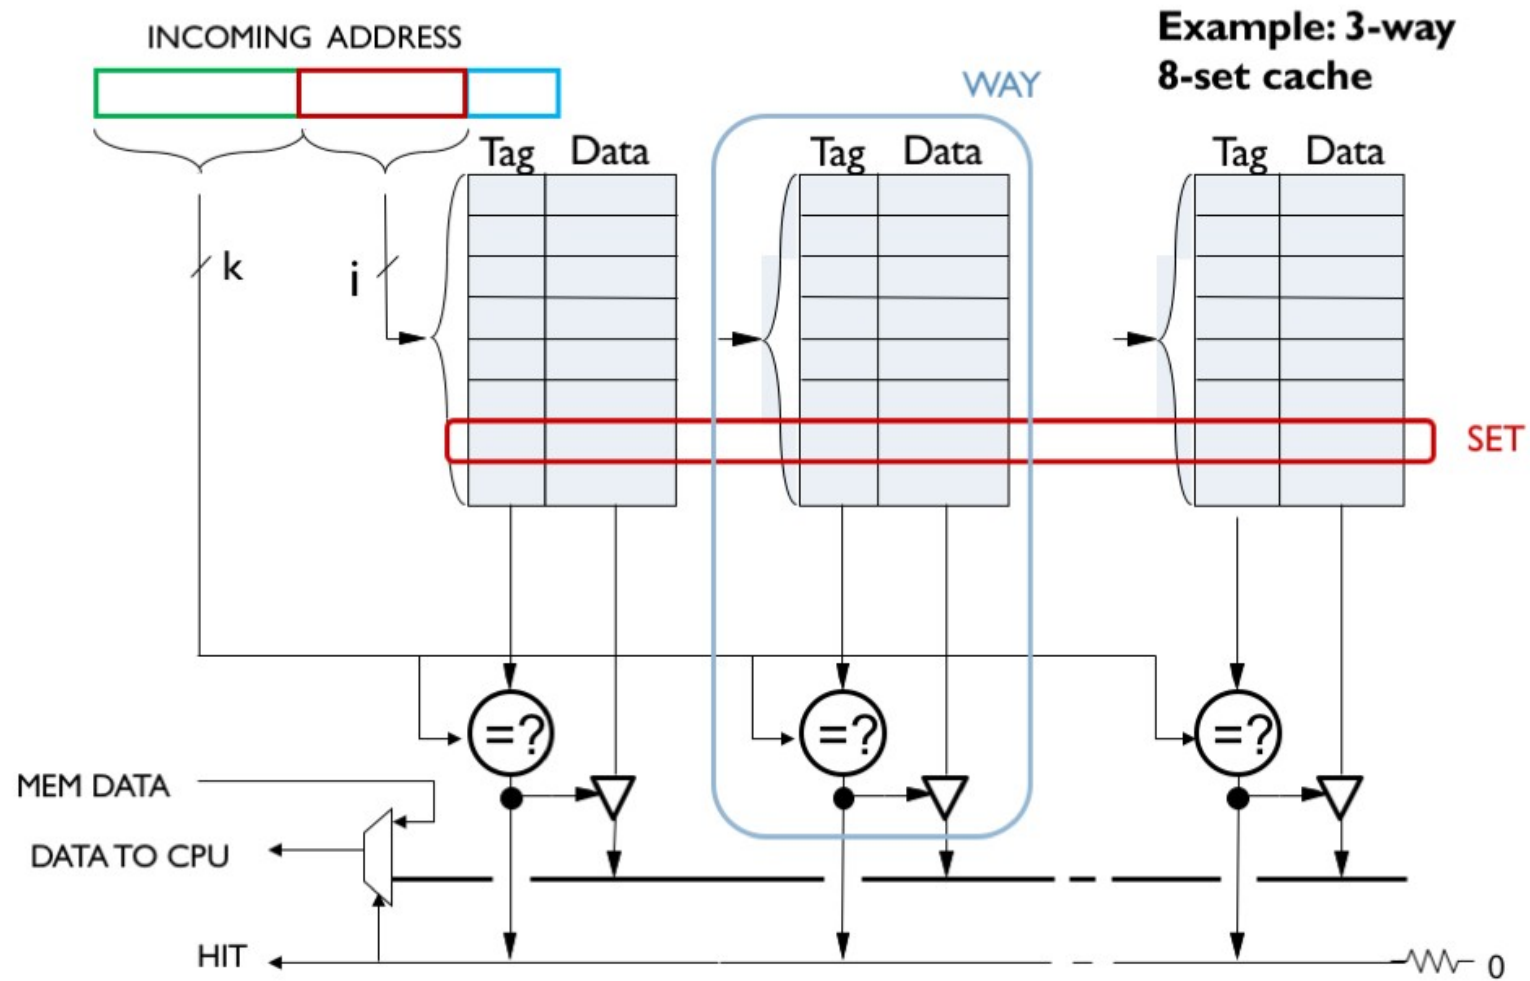 INCOMING ADDRESS
Example: 3-way
8-set cache
WAY
Tag Data
Tag Data
Tag Data
k
i
SET
=?
=?
=?
MEM DATA
DATA TO CPU
HIT
0